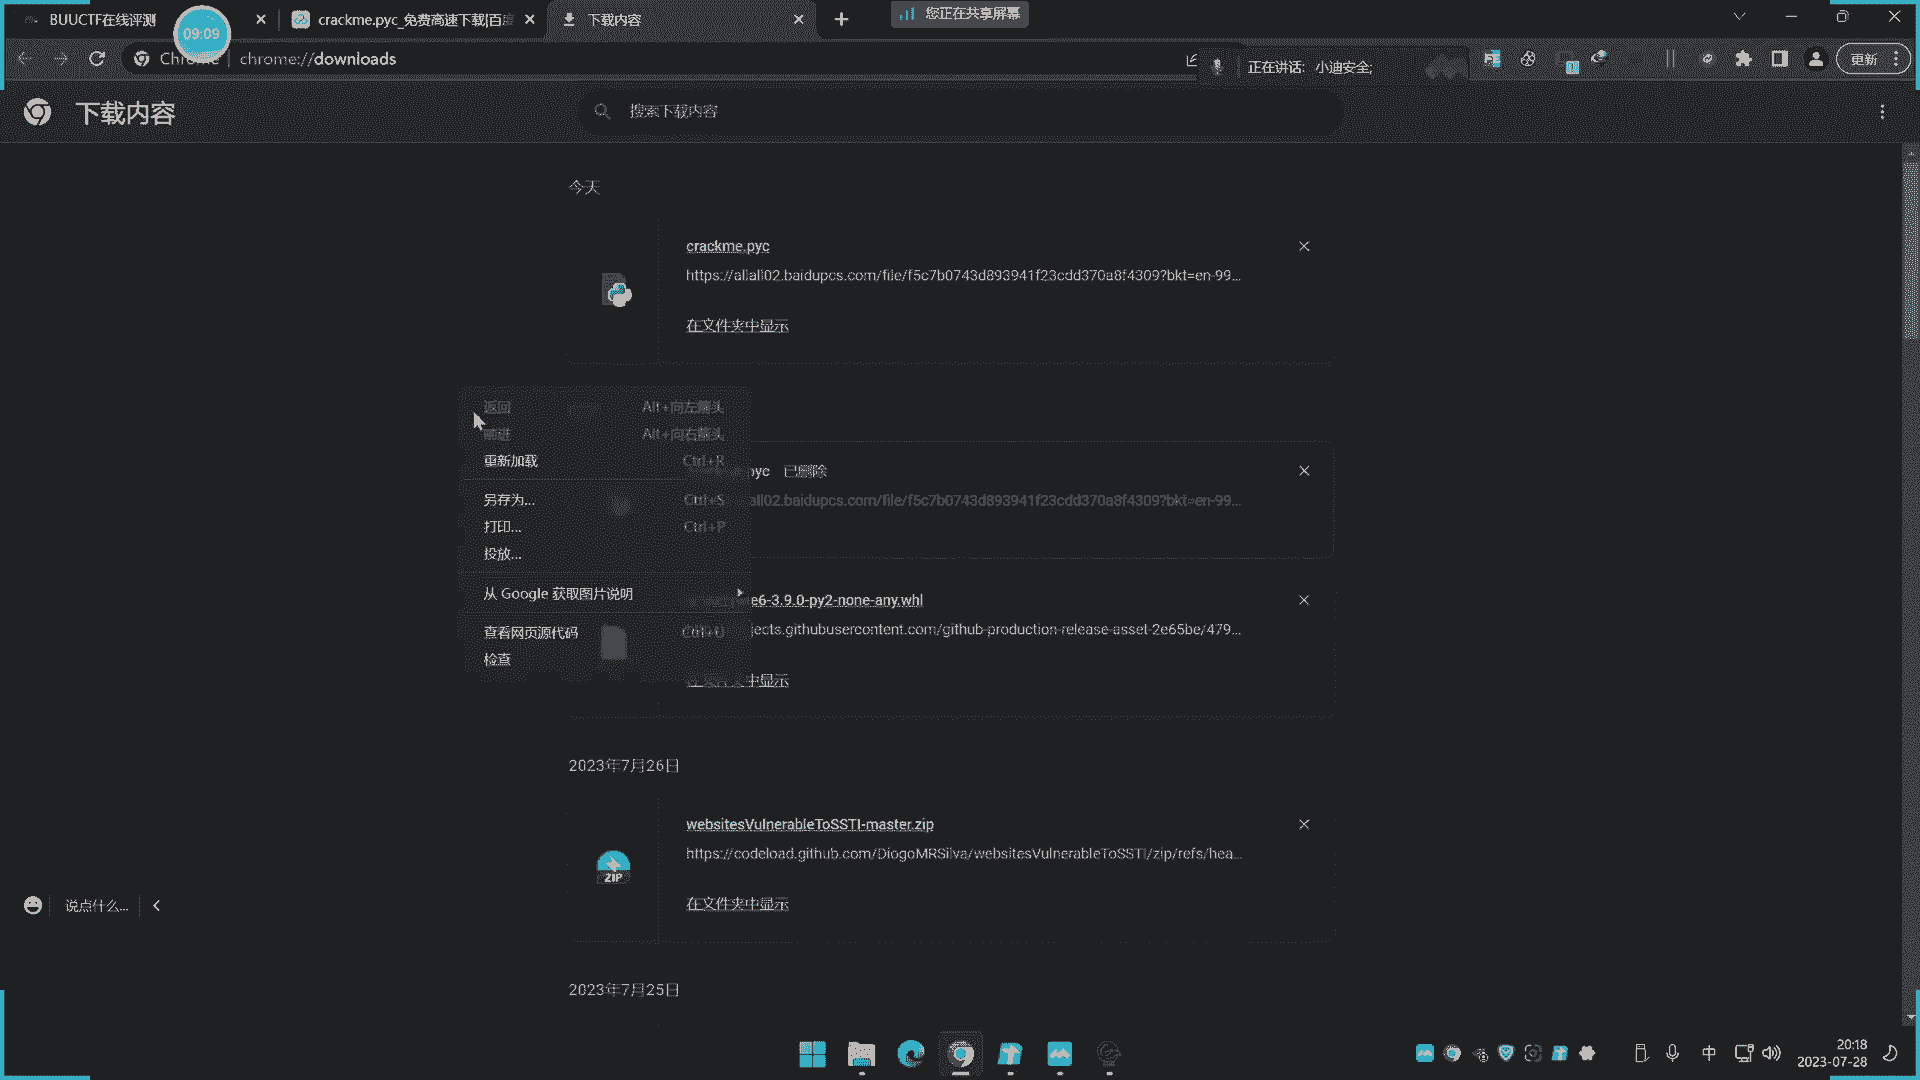 BUUCTF在线评测
09:09
crackme.pyc_免费高速下载|百度
下载内容
您正在共享屏幕
Chrome
chrome://downloads
正在讲话: 小迪安全;
更新
下载内容
搜索下载内容
今天
crackme.pyc
https://allall02.baidupcs.com/file/f5c7b0743d893941f23cdd370a8f4309?bkt=en-99...
在文件夹中显示
返回 Alt+向左箭头
前进 Alt+向右箭头
重新加载 Ctrl+R
另存为... Ctrl+S
打印... Ctrl+P
投放...
从 Google 获取图片说明
查看网页源代码 Ctrl+U
检查
pyc 已删除
all02.baidupcs.com/file/f5c7b0743d893941f23cdd370a8f4309?bkt=en-99...
e6-3.9.0-py2-none-any.whl
jects.githubusercontent.com/github-production-release-asset-2e65be/479...
中显示
2023年7月26日
websitesVulnerableToSSTI-master.zip
https://codeload.github.com/DiogoMRSilva/websitesVulnerableToSSTI/zip/refs/hea...
ZIP
在文件夹中显示
说点什么...
2023年7月25日
中
20:18
2023-07-28